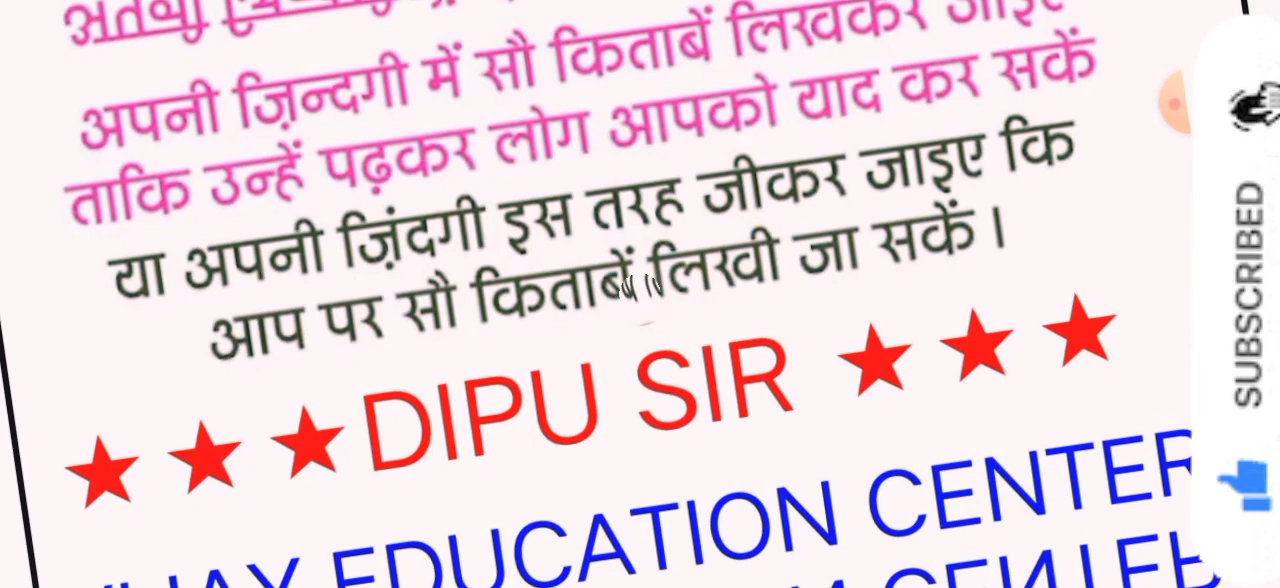 अपनी ज़िन्दगी में सौ किताबें लिखकर जाइए
ताकि उन्हें पढ़कर लोग आपको याद कर सकें
या अपनी ज़िंदगी इस तरह जीकर जाइए कि
आप पर सौ किताबें लिखी जा सकें ।
★ ★ ★ DIPU SIR ★ ★ ★
EDUCATION CENTER
SUBSCRIBED